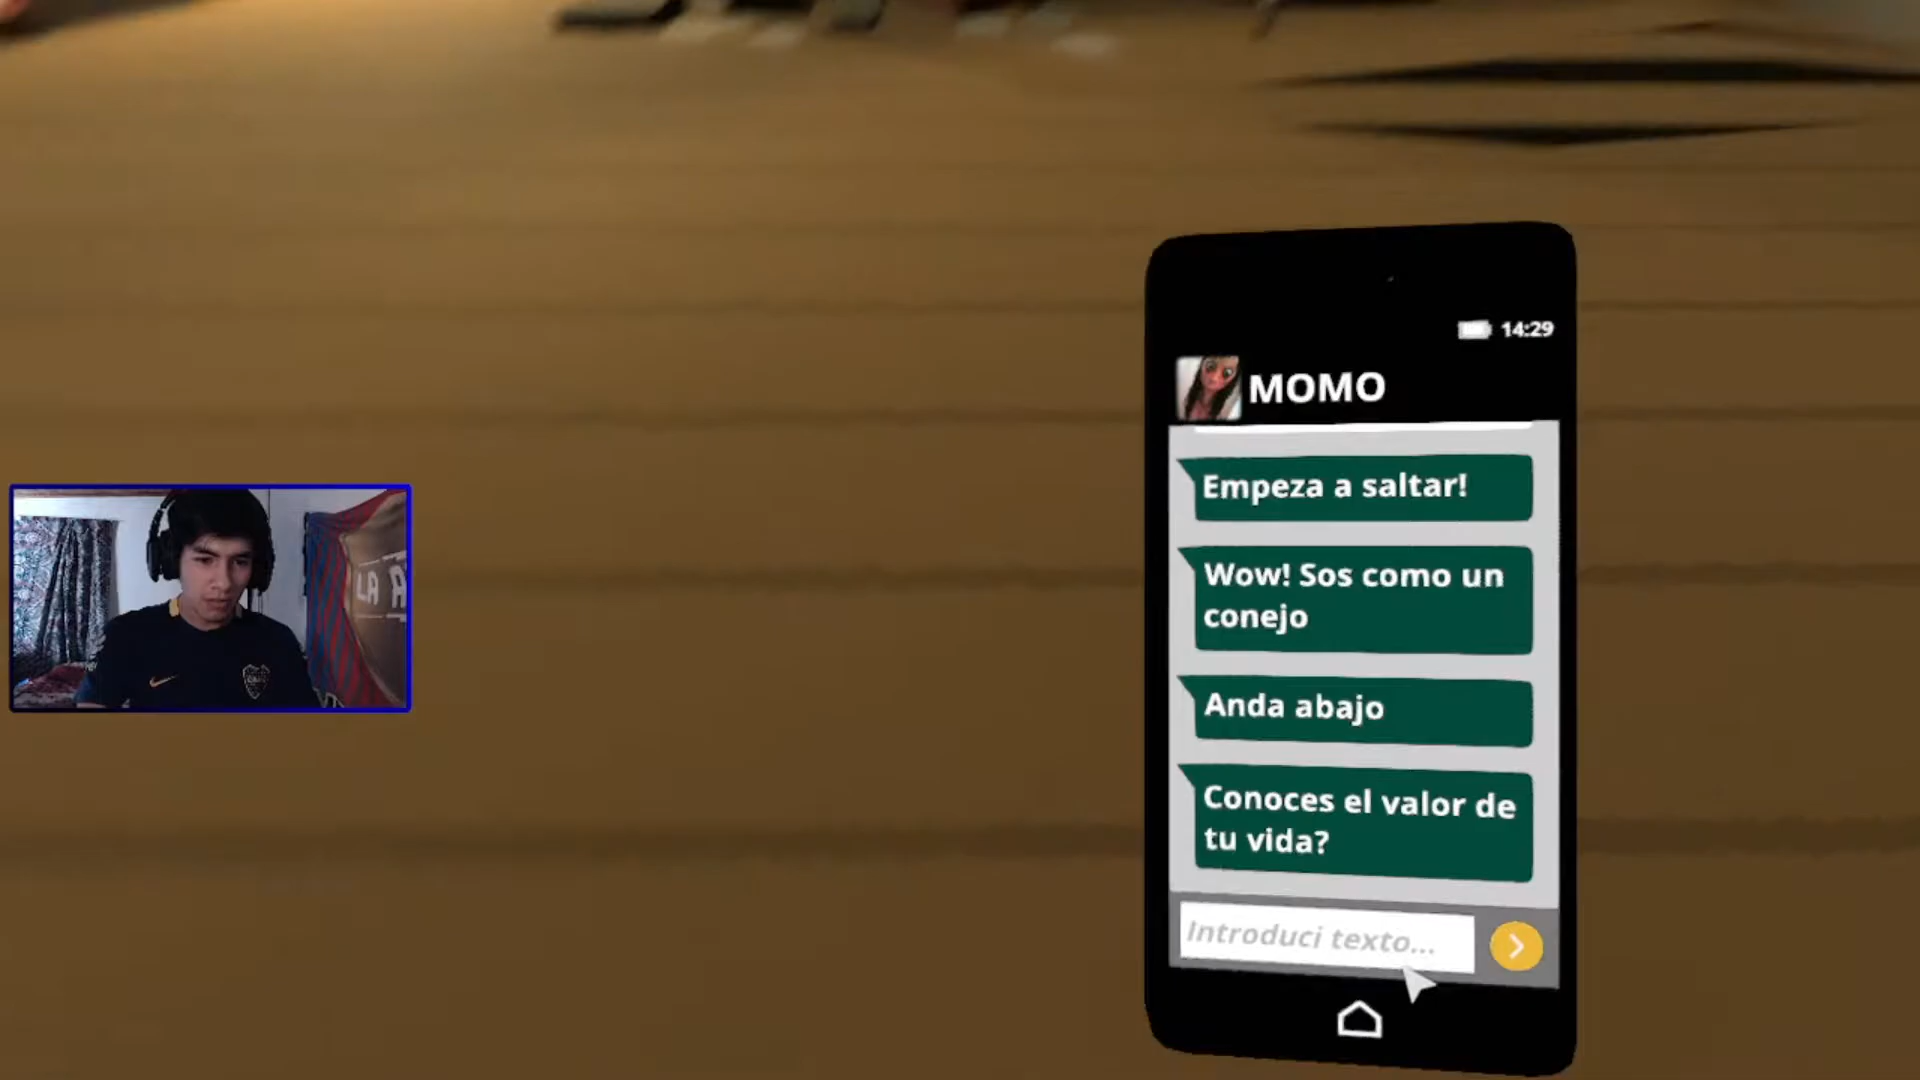 14:29
MOMO
Empeza a saltar!
Wow! Sos como un
conejo
Anda abajo
Conoces el valor de
tu vida?
Introduci texto...
LA A